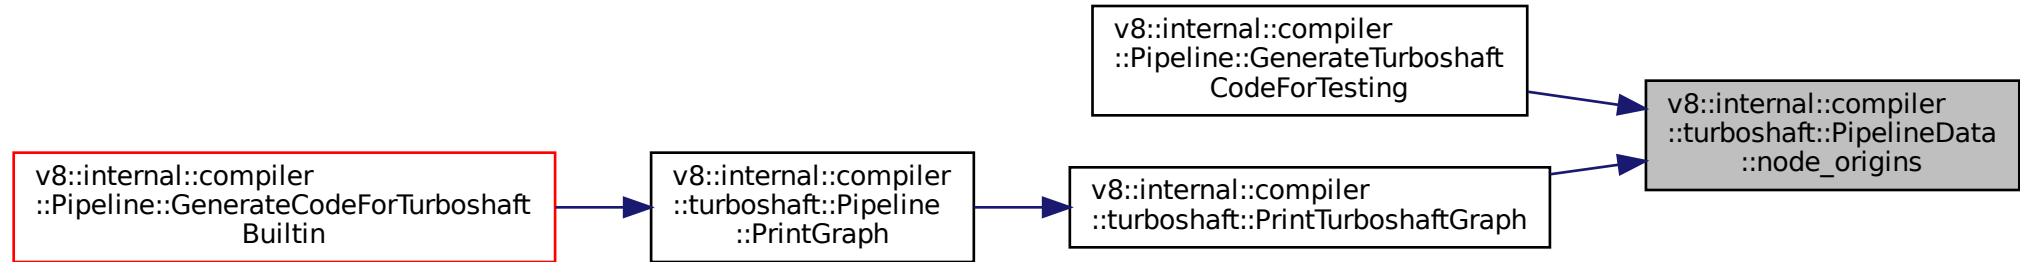 v8::internal::compiler
::Pipeline::GenerateTurboshaft
CodeForTesting
v8::internal::compiler
::turboshaft::PipelineData
::node_origins
v8::internal::compiler
::Pipeline::GenerateCodeForTurboshaft
Builtin
v8::internal::compiler
::turboshaft::Pipeline
::PrintGraph
v8::internal::compiler
::turboshaft::PrintTurboshaftGraph